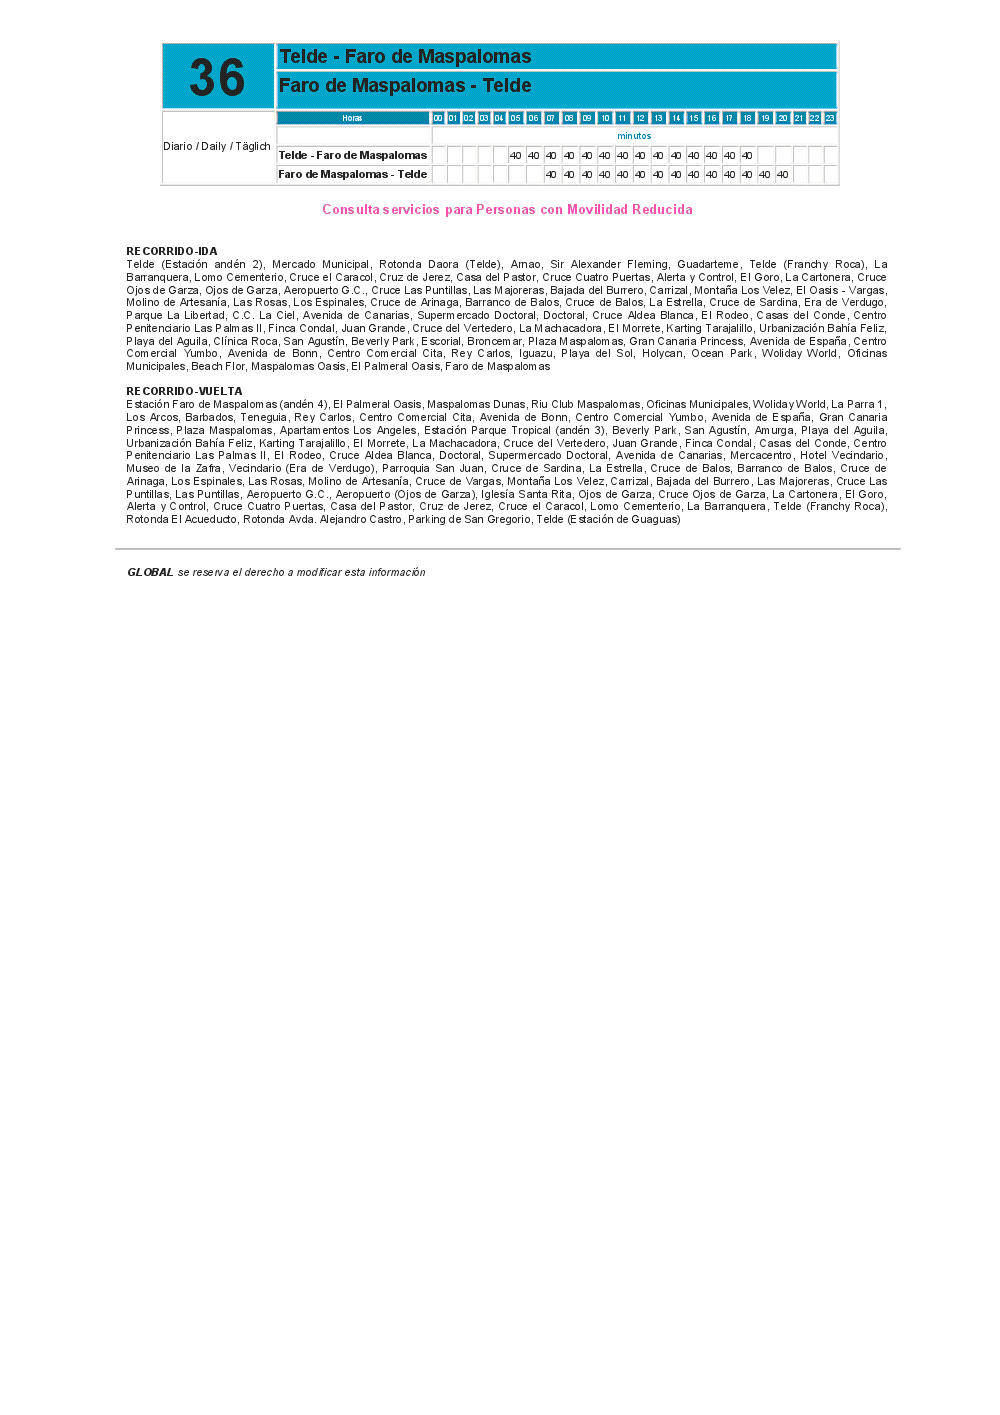 36
Telde - Faro de Maspalomas
Faro de Maspalomas - Telde
Diario / Daily / Täglich
Horas 00 01 02 03 04 05 06 07 08 09 10 11 12 13 14 15 16 17 18 19 20 21 22 23
minutos
Telde - Faro de Maspalomas 40 40 40 40 40 40 40 40 40 40 40 40 40 40
Faro de Maspalomas - Telde 40 40 40 40 40 40 40 40 40 40 40 40 40 40
Consulta servicios para Personas con Movilidad Reducida
RECORRIDO-IDA
Telde (Estación andén 2), Mercado Municipal, Rotonda Daora (Telde), Arnao, Sir Alexander Fleming, Guadarteme, Telde (Franchy Roca), La
Barranquera, Lomo Cementerio, Cruce el Caracol, Cruz de Jerez, Casa del Pastor, Cruce Cuatro Puertas, Alerta y Control, El Goro, La Cartonera, Cruce
Ojos de Garza, Ojos de Garza, Aeropuerto G.C., Cruce Las Puntillas, Las Majoreras, Bajada del Burrero, Carrizal, Montaña Los Velez, El Oasis - Vargas,
Molino de Artesanía, Las Rosas, Los Espinales, Cruce de Arinaga, Barranco de Balos, Cruce de Balos, La Estrella, Cruce de Sardina, Era de Verdugo,
Parque La Libertad, C.C. La Ciel, Avenida de Canarias, Supermercado Doctoral, Doctoral, Cruce Aldea Blanca, El Rodeo, Casas del Conde, Centro
Penitenciario Las Palmas II, Finca Condal, Juan Grande, Cruce del Vertedero, La Machacadora, El Morrete, Karting Tarajalillo, Urbanización Bahía Feliz,
Playa del Aguila, Clínica Roca, San Agustín, Beverly Park, Escorial, Broncemar, Plaza Maspalomas, Gran Canaria Princess, Avenida de España, Centro
Comercial Yumbo, Avenida de Bonn, Centro Comercial Cita, Rey Carlos, Iguazu, Playa del Sol, Holycan, Ocean Park, Woliday World, Oficinas
Municipales, Beach Flor, Maspalomas Oasis, El Palmeral Oasis, Faro de Maspalomas
RECORRIDO-VUELTA
Estación Faro de Maspalomas (andén 4), El Palmeral Oasis, Maspalomas Dunas, Riu Club Maspalomas, Oficinas Municipales, Woliday World, La Parra 1,
Los Arcos, Barbados, Teneguia, Rey Carlos, Centro Comercial Cita, Avenida de Bonn, Centro Comercial Yumbo, Avenida de España, Gran Canaria
Princess, Plaza Maspalomas, Apartamentos Los Angeles, Estación Parque Tropical (andén 3), Beverly Park, San Agustín, Amurga, Playa del Aguila,
Urbanización Bahía Feliz, Karting Tarajalillo, El Morrete, La Machacadora, Cruce del Vertedero, Juan Grande, Finca Condal, Casas del Conde, Centro
Penitenciario Las Palmas II, El Rodeo, Cruce Aldea Blanca, Doctoral, Supermercado Doctoral, Avenida de Canarias, Mercacentro, Hotel Vecindario,
Museo de la Zafra, Vecindario (Era de Verdugo), Parroquia San Juan, Cruce de Sardina, La Estrella, Cruce de Balos, Barranco de Balos, Cruce de
Arinaga, Los Espinales, Las Rosas, Molino de Artesanía, Cruce de Vargas, Montaña Los Velez, Carrizal, Bajada del Burrero, Las Majoreras, Cruce Las
Puntillas, Las Puntillas, Aeropuerto G.C., Aeropuerto (Ojos de Garza), Iglesía Santa Rita, Ojos de Garza, Cruce Ojos de Garza, La Cartonera, El Goro,
Alerta y Control, Cruce Cuatro Puertas, Casa del Pastor, Cruz de Jerez, Cruce el Caracol, Lomo Cementerio, La Barranquera, Telde (Franchy Roca),
Rotonda El Acueducto, Rotonda Avda. Alejandro Castro, Parking de San Gregorio, Telde (Estación de Guaguas)
GLOBAL se reserva el derecho a modificar esta información